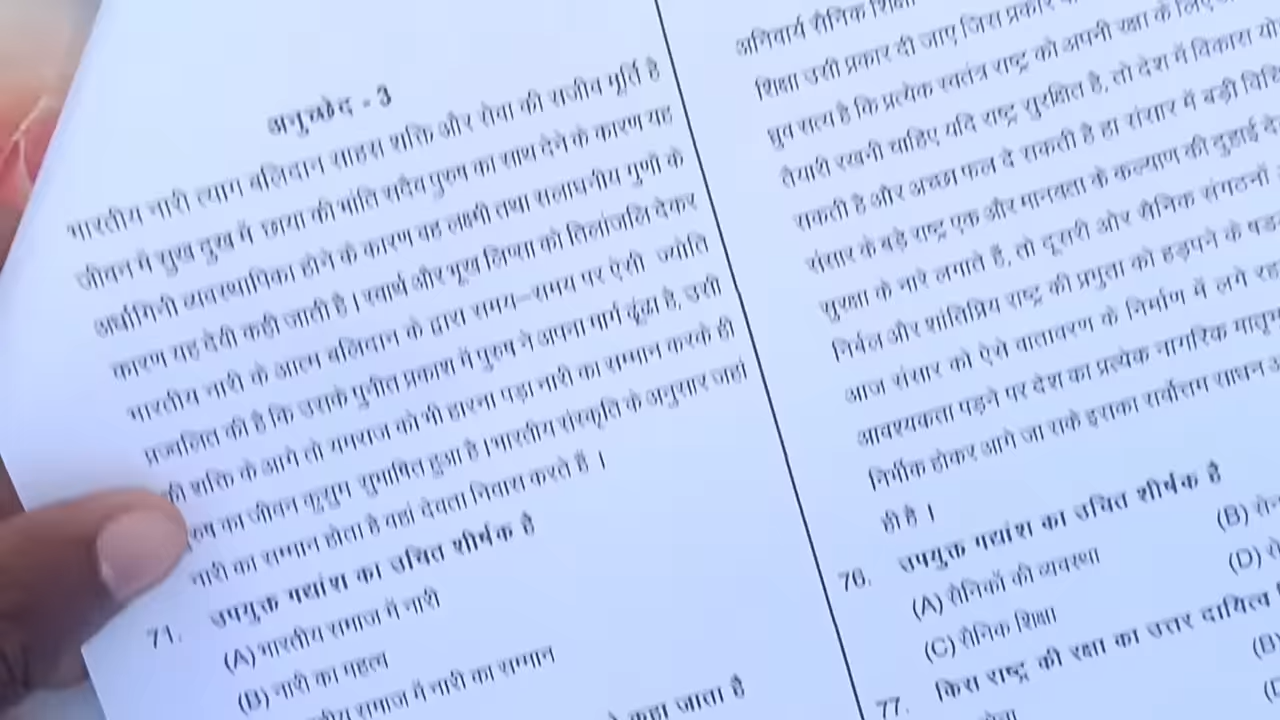 अनुच्छेद - 3
भारतीय नारी त्याग बलिदान साहस शक्ति और सेवा की सजीव मूर्ति है
जीवन में सुख दुख में छाया की भांति सदैव पुरुष का साथ देने के कारण यह
अर्धांगिनी व्यवस्थापिका होने के कारण वह लक्ष्मी तथा सलाघनीय गुणों के
कारण यह देवी कही जाती है । स्वार्थ और भूख लिप्सा को तिलांजलि देकर
भारतीय नारी के आत्म बलिदान के द्वारा समय–समय पर ऐसी ज्योति
प्रज्वलित की है कि उसके पुनीत प्रकाश में पुरुष ने अपना मार्ग ढूंढा है, उसी
की शक्ति के आगे तो यमराज को भी हारना पड़ा नारी का सम्मान करके ही
का जीवन कुसुम सुभाषित हुआ है ।भारतीय संस्कृति के अनुसार जहां
नारी का सम्मान होता है वहां देवता निवास करते हैं ।
71. उपयुक्त गद्यांश का उचित शीर्षक है
(A) भारतीय समाज में नारी
(B) नारी का महत्व
समाज में नारी का सम्मान
कहा जाता है
अनिवार्य सैनिक शिक्षा
शिक्षा उसी प्रकार दी जाए जिस प्रकार
ध्रुव सत्य है कि प्रत्येक स्वतंत्र राष्ट्र को अपनी रक्षा के लिए
तैयारी रखनी चाहिए यदि राष्ट्र सुरक्षित है, तो देश में विकास
सकती है और अच्छा फल दे सकती है हा संसार में बड़ी
संसार के बड़े राष्ट्र एक और मानवता के कल्याण की दुहाई
सुरक्षा के नारे लगाते हैं, तो दूसरी ओर सैनिक संगठनों
निर्बल और शांतिप्रिय राष्ट्र की प्रभुता को हड़पने के
आज संसार को ऐसे वातावरण के निर्माण में लगे
आवश्यकता पड़ने पर देश का प्रत्येक नागरिक
निर्भीक होकर आगे जा सके इसका सर्वोत्तम साधन
ही है ।
76. उपयुक्त गद्यांश का उचित शीर्षक है
(A) सैनिकों की व्यवस्था (B)
(C) सैनिक शिक्षा (D)
77. किस राष्ट्र की रक्षा का उत्तर दायित्व